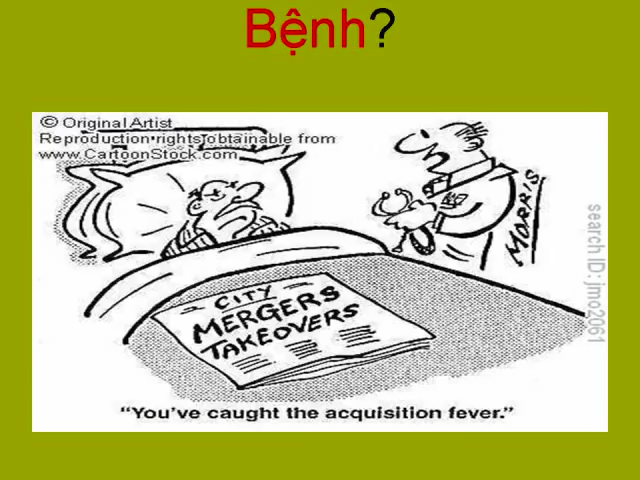 Bệnh?
© Original Artist
Reproduction rights obtainable from
www.CartoonStock.com
MORRIS
search ID: jmo2061
CITY
MERGERS
TAKEOVERS
“You’ve caught the acquisition fever.”